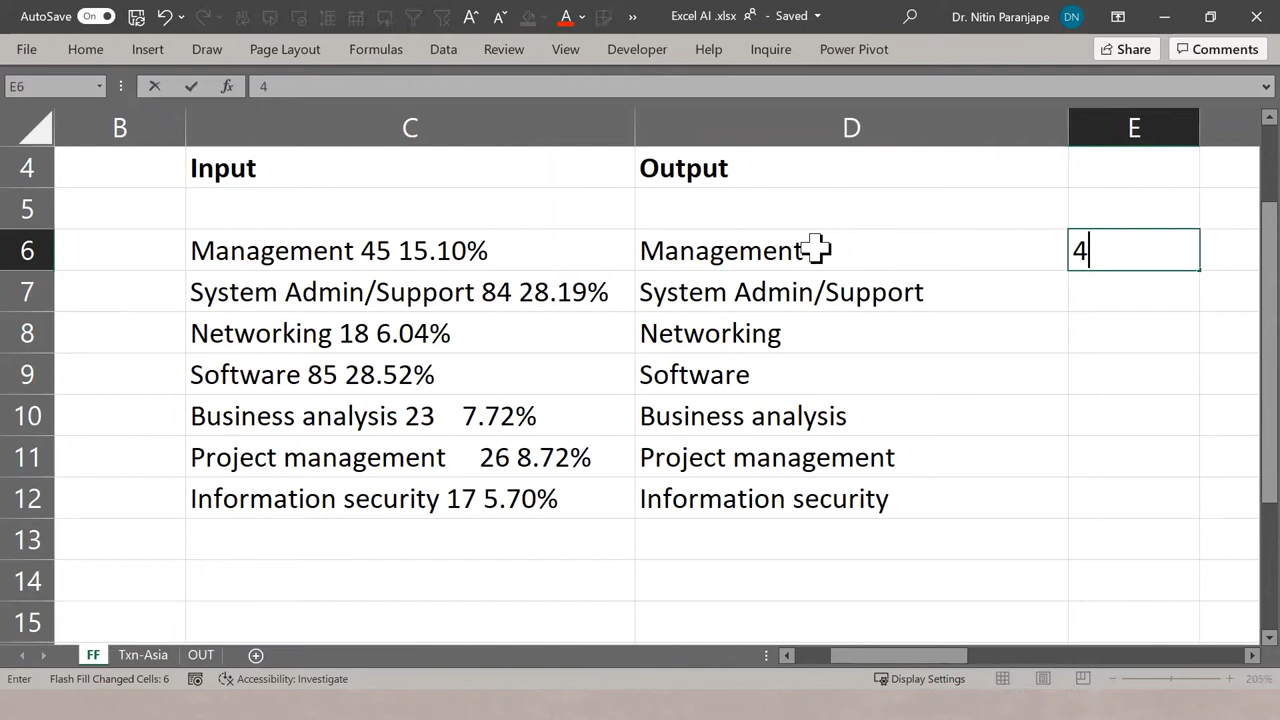 AutoSave On Excel AI .xlsx - Saved Dr. Nitin Paranjape DN
File Home Insert Draw Page Layout Formulas Data Review View Developer Help Inquire Power Pivot Share Comments
E6 fx 4
B C D E
4 Input Output
5
6 Management 45 15.10% Management 4
7 System Admin/Support 84 28.19% System Admin/Support
8 Networking 18 6.04% Networking
9 Software 85 28.52% Software
10 Business analysis 23 7.72% Business analysis
11 Project management 26 8.72% Project management
12 Information security 17 5.70% Information security
13
14
15
FF Txn-Asia OUT
Enter Flash Fill Changed Cells: 6 Accessibility: Investigate Display Settings 205%